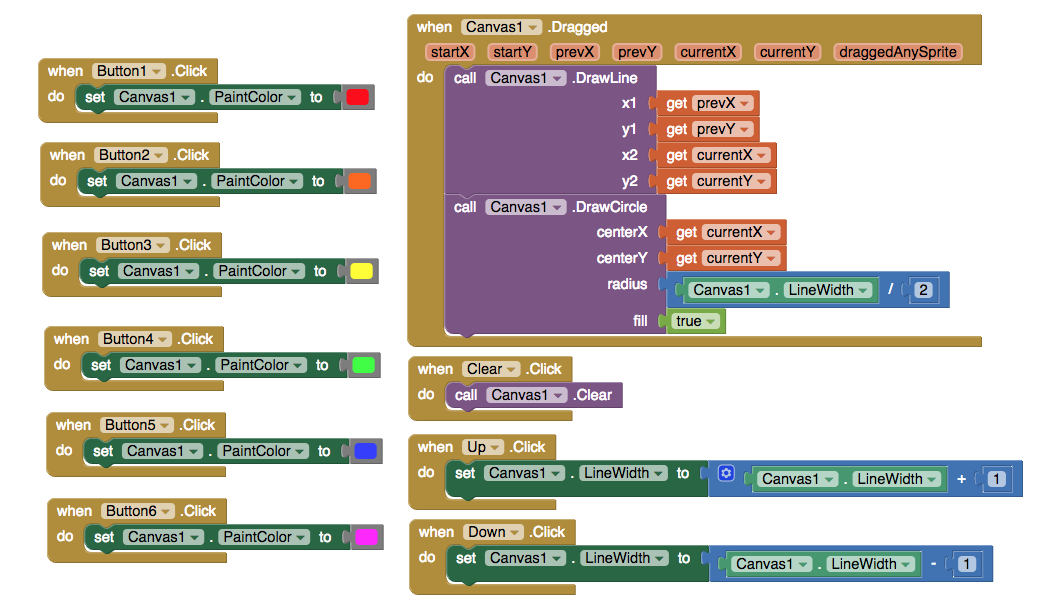 when Button1 .Click
do set Canvas1 . PaintColor to
when Button2 .Click
do set Canvas1 . PaintColor to
when Button3 .Click
do set Canvas1 . PaintColor to
when Button4 .Click
do set Canvas1 . PaintColor to
when Button5 .Click
do set Canvas1 . PaintColor to
when Button6 .Click
do set Canvas1 . PaintColor to
when Canvas1 .Dragged
startX startY prevX prevY currentX currentY draggedAnySprite
do call Canvas1 .DrawLine
x1 get prevX
y1 get prevY
x2 get currentX
y2 get currentY
call Canvas1 .DrawCircle
centerX get currentX
centerY get currentY
radius Canvas1 . LineWidth / 2
fill true
when Clear .Click
do call Canvas1 .Clear
when Up .Click
do set Canvas1 . LineWidth to Canvas1 . LineWidth + 1
when Down .Click
do set Canvas1 . LineWidth to Canvas1 . LineWidth - 1